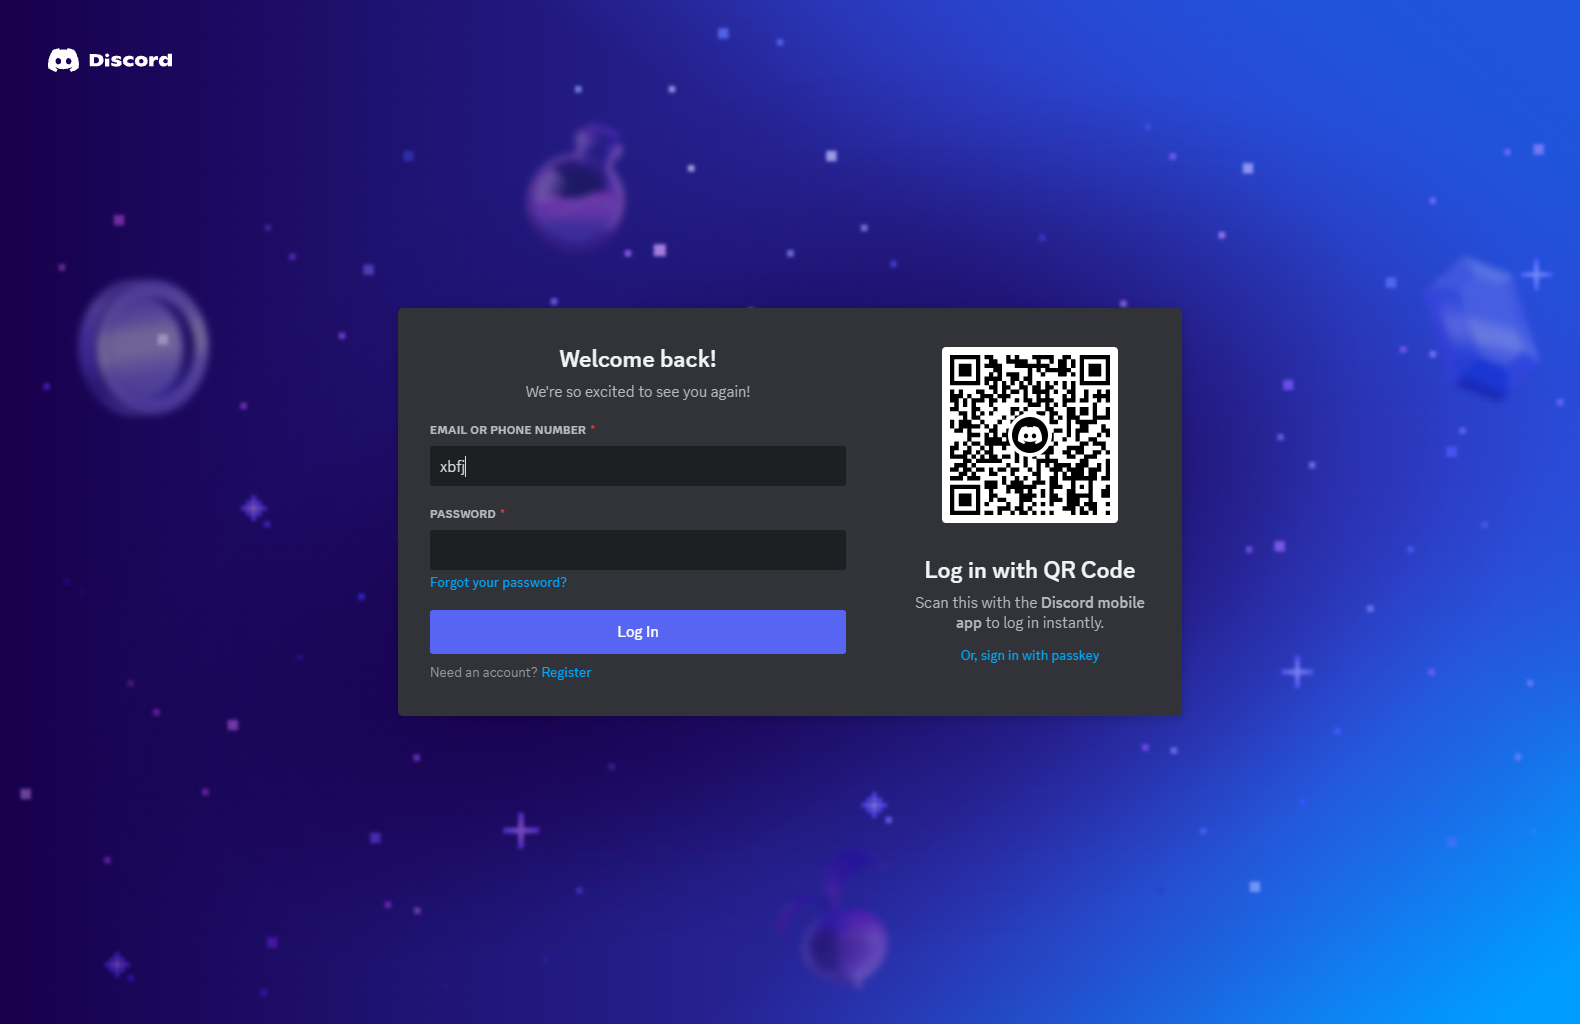 Discord
Welcome back!
We're so excited to see you again!
EMAIL OR PHONE NUMBER *
xbfj
PASSWORD *
Forgot your password?
Log In
Need an account? Register
Log in with QR Code
Scan this with the Discord mobile
app to log in instantly.
Or, sign in with passkey